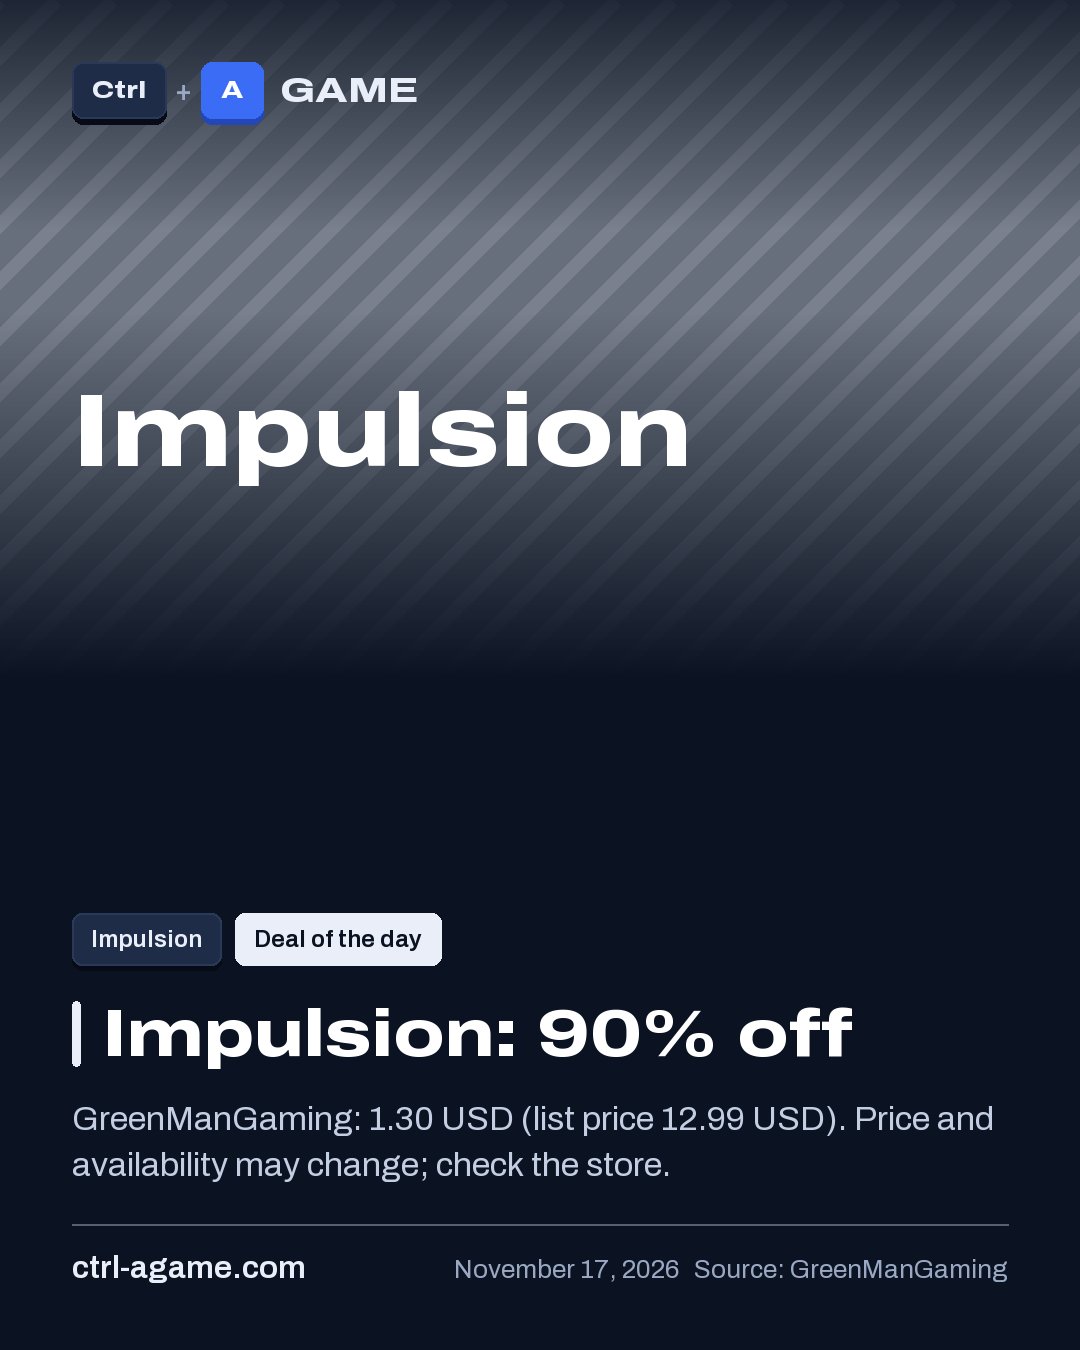 Ctrl + A GAME
Impulsion
Impulsion Deal of the day
Impulsion: 90% off
GreenManGaming: 1.30 USD (list price 12.99 USD). Price and
availability may change; check the store.
ctrl-agame.com November 17, 2026 Source: GreenManGaming